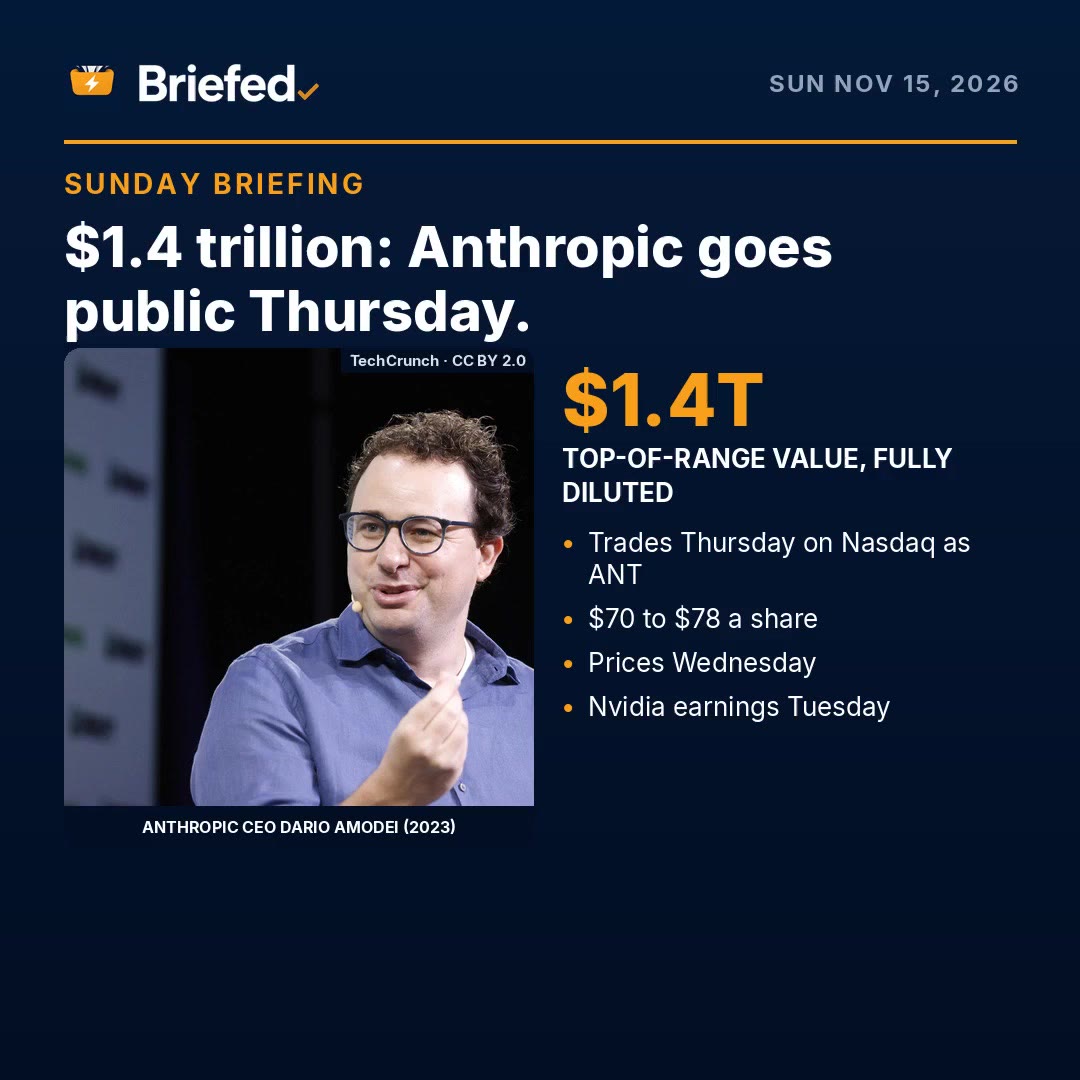 Briefed
SUN NOV 15, 2026
SUNDAY BRIEFING
$1.4 trillion: Anthropic goes
public Thursday.
TechCrunch · CC BY 2.0
$1.4T
TOP-OF-RANGE VALUE, FULLY
DILUTED
• Trades Thursday on Nasdaq as
ANT
• $70 to $78 a share
• Prices Wednesday
• Nvidia earnings Tuesday
ANTHROPIC CEO DARIO AMODEI (2023)